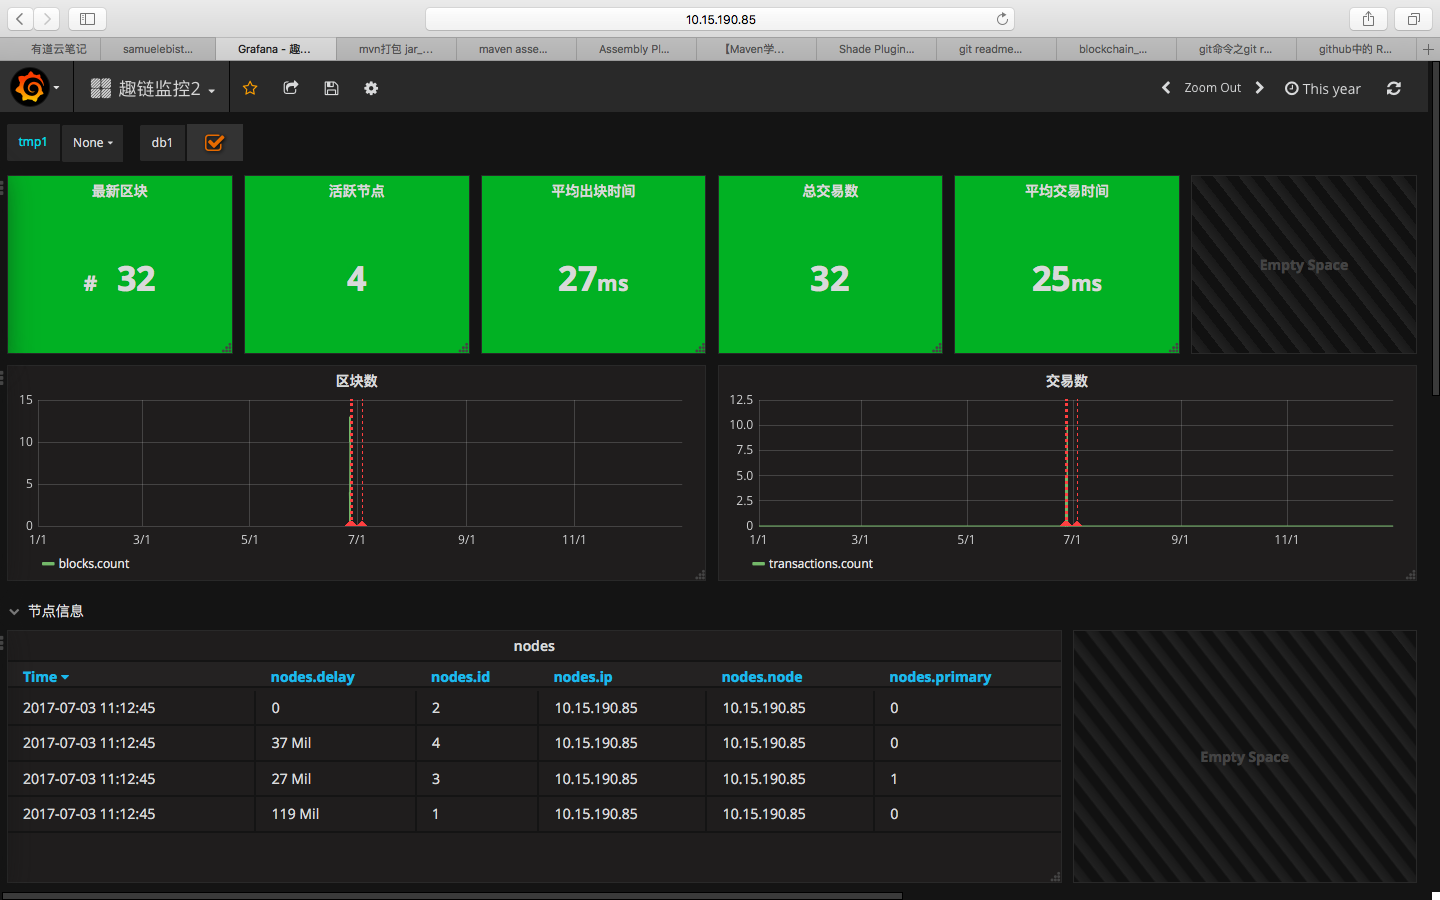 10.15.190.85
有道云笔记
samuelebist...
Grafana - 趣...
mvn打包 jar_...
maven asse...
Assembly Pl...
【Maven学...
Shade Plugin...
git readme...
blockchain_...
git命令之git r...
github中的 R...
趣链监控2
Zoom Out
This year
tmp1
None
db1
最新区块
活跃节点
平均出块时间
总交易数
平均交易时间
# 32
4
27ms
32
25ms
Empty Space
区块数
15
10
5
0
1/1 3/1 5/1 7/1 9/1 11/1
blocks.count
交易数
12.5
10.0
7.5
5.0
2.5
0
1/1 3/1 5/1 7/1 9/1 11/1
transactions.count
节点信息
nodes
Time nodes.delay nodes.id nodes.ip nodes.node nodes.primary
2017-07-03 11:12:45 0 2 10.15.190.85 10.15.190.85 0
2017-07-03 11:12:45 37 Mil 4 10.15.190.85 10.15.190.85 0
2017-07-03 11:12:45 27 Mil 3 10.15.190.85 10.15.190.85 1
2017-07-03 11:12:45 119 Mil 1 10.15.190.85 10.15.190.85 0
Empty Space